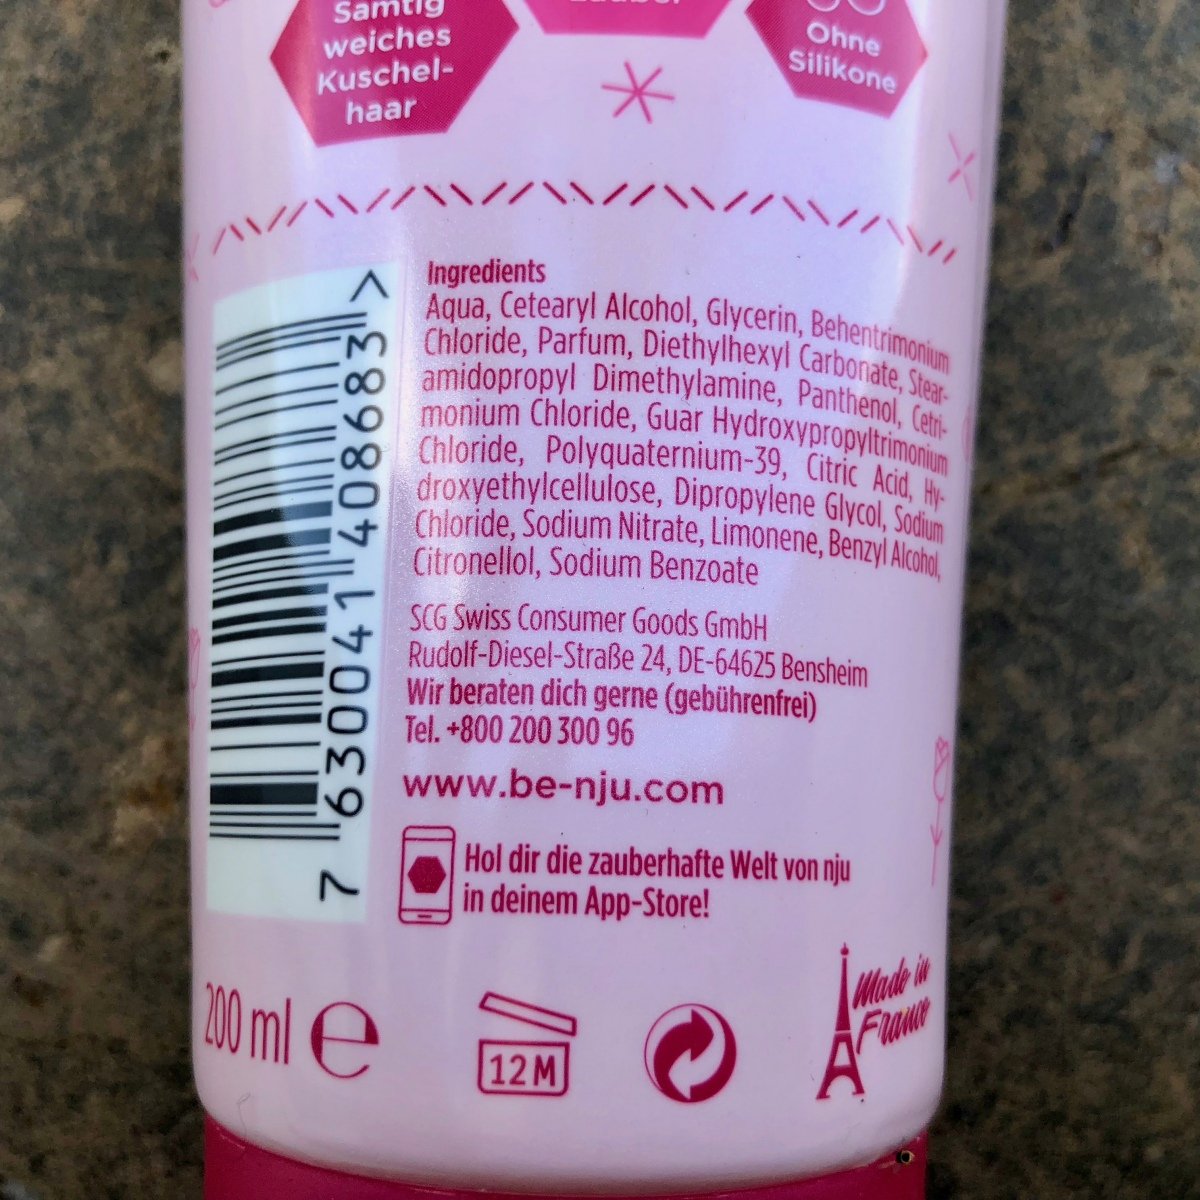 Samtig
weiches
Kuschel-
haar
zauber
Ohne
Silikone
Ingredients
Aqua, Cetearyl Alcohol, Glycerin, Behentrimonium
Chloride, Parfum, Diethylhexyl Carbonate, Stear-
amidopropyl Dimethylamine, Panthenol, Cetri-
monium Chloride, Guar Hydroxypropyltrimonium
Chloride, Polyquaternium-39, Citric Acid, Hy-
droxyethylcellulose, Dipropylene Glycol, Sodium
Chloride, Sodium Nitrate, Limonene, Benzyl Alcohol,
Citronellol, Sodium Benzoate
SCG Swiss Consumer Goods GmbH
Rudolf-Diesel-Straße 24, DE-64625 Bensheim
Wir beraten dich gerne (gebührenfrei)
Tel. +800 200 300 96
www.be-nju.com
Hol dir die zauberhafte Welt von nju
in deinem App-Store!
7 630041 408683 >
200 ml e
12 M
Made in
France